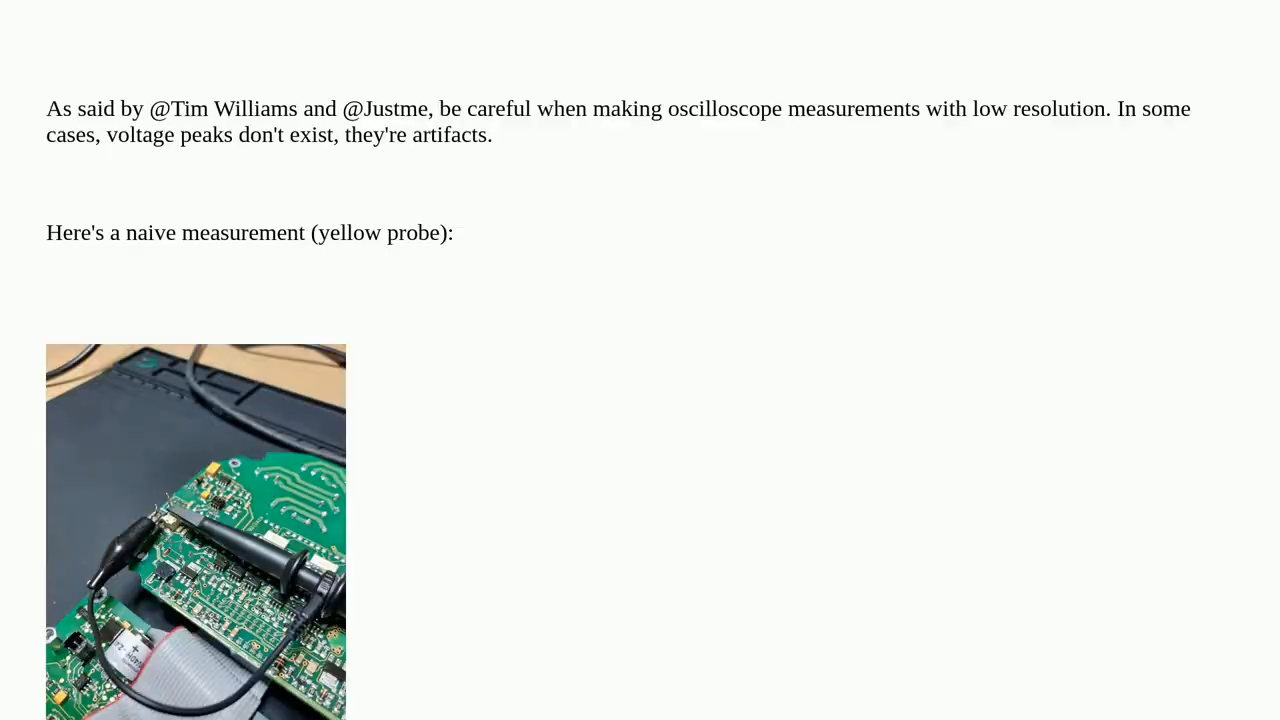 As said by @Tim Williams and @Justme, be careful when making oscilloscope measurements with low resolution. In some
cases, voltage peaks don't exist, they're artifacts.
Here's a naive measurement (yellow probe):